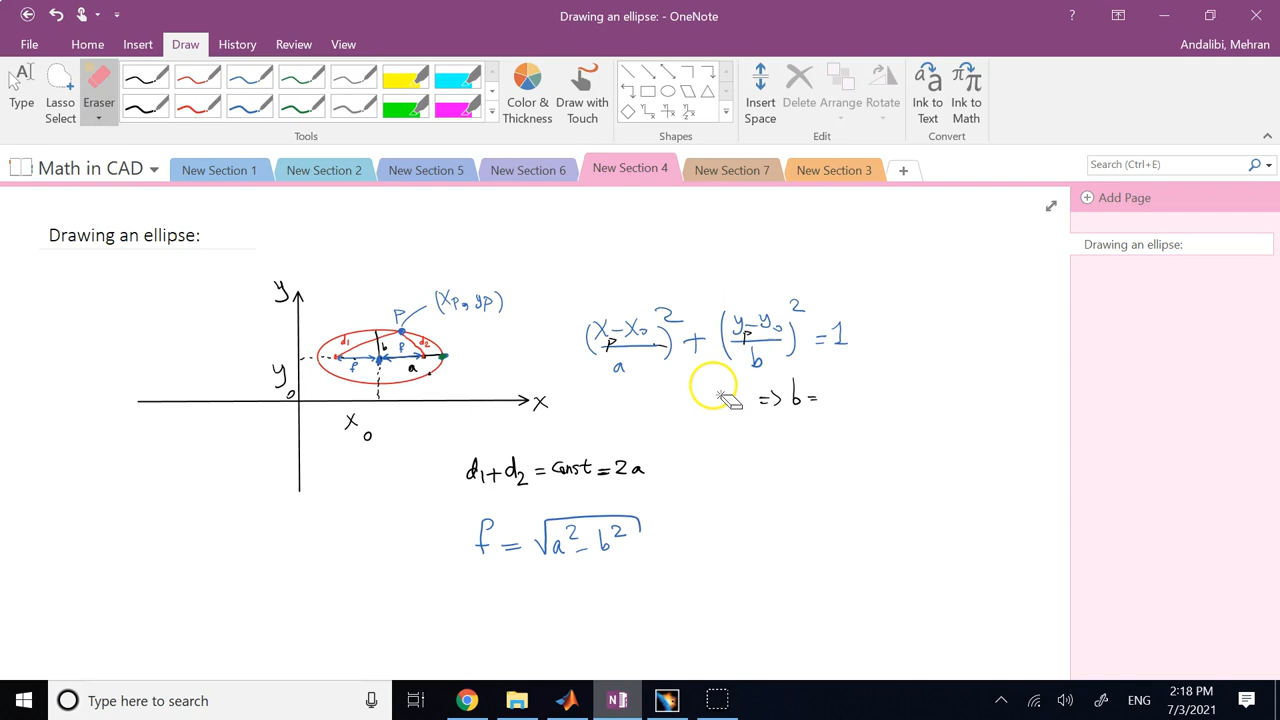 Drawing an ellipse: - OneNote
?
File Home Insert Draw History Review View
Andalibi, Mehran
Type Lasso Select Eraser
Color & Thickness Draw with Touch
Insert Space Delete Arrange Rotate
Ink to Text Ink to Math
Tools Shapes Edit Convert
Math in CAD New Section 1 New Section 2 New Section 5 New Section 6 New Section 4 New Section 7 New Section 3 +
Search (Ctrl+E)
Add Page
Drawing an ellipse:
Drawing an ellipse:
y
P (xp, yp)
d1 b f d2
f a
y0
x
x0
((xp-x0)/a)^2 + ((yp-y0)/b)^2 = 1
=> b =
d1+d2 = const = 2a
f = √(a²-b²)
Type here to search
ENG
2:18 PM
7/3/2021